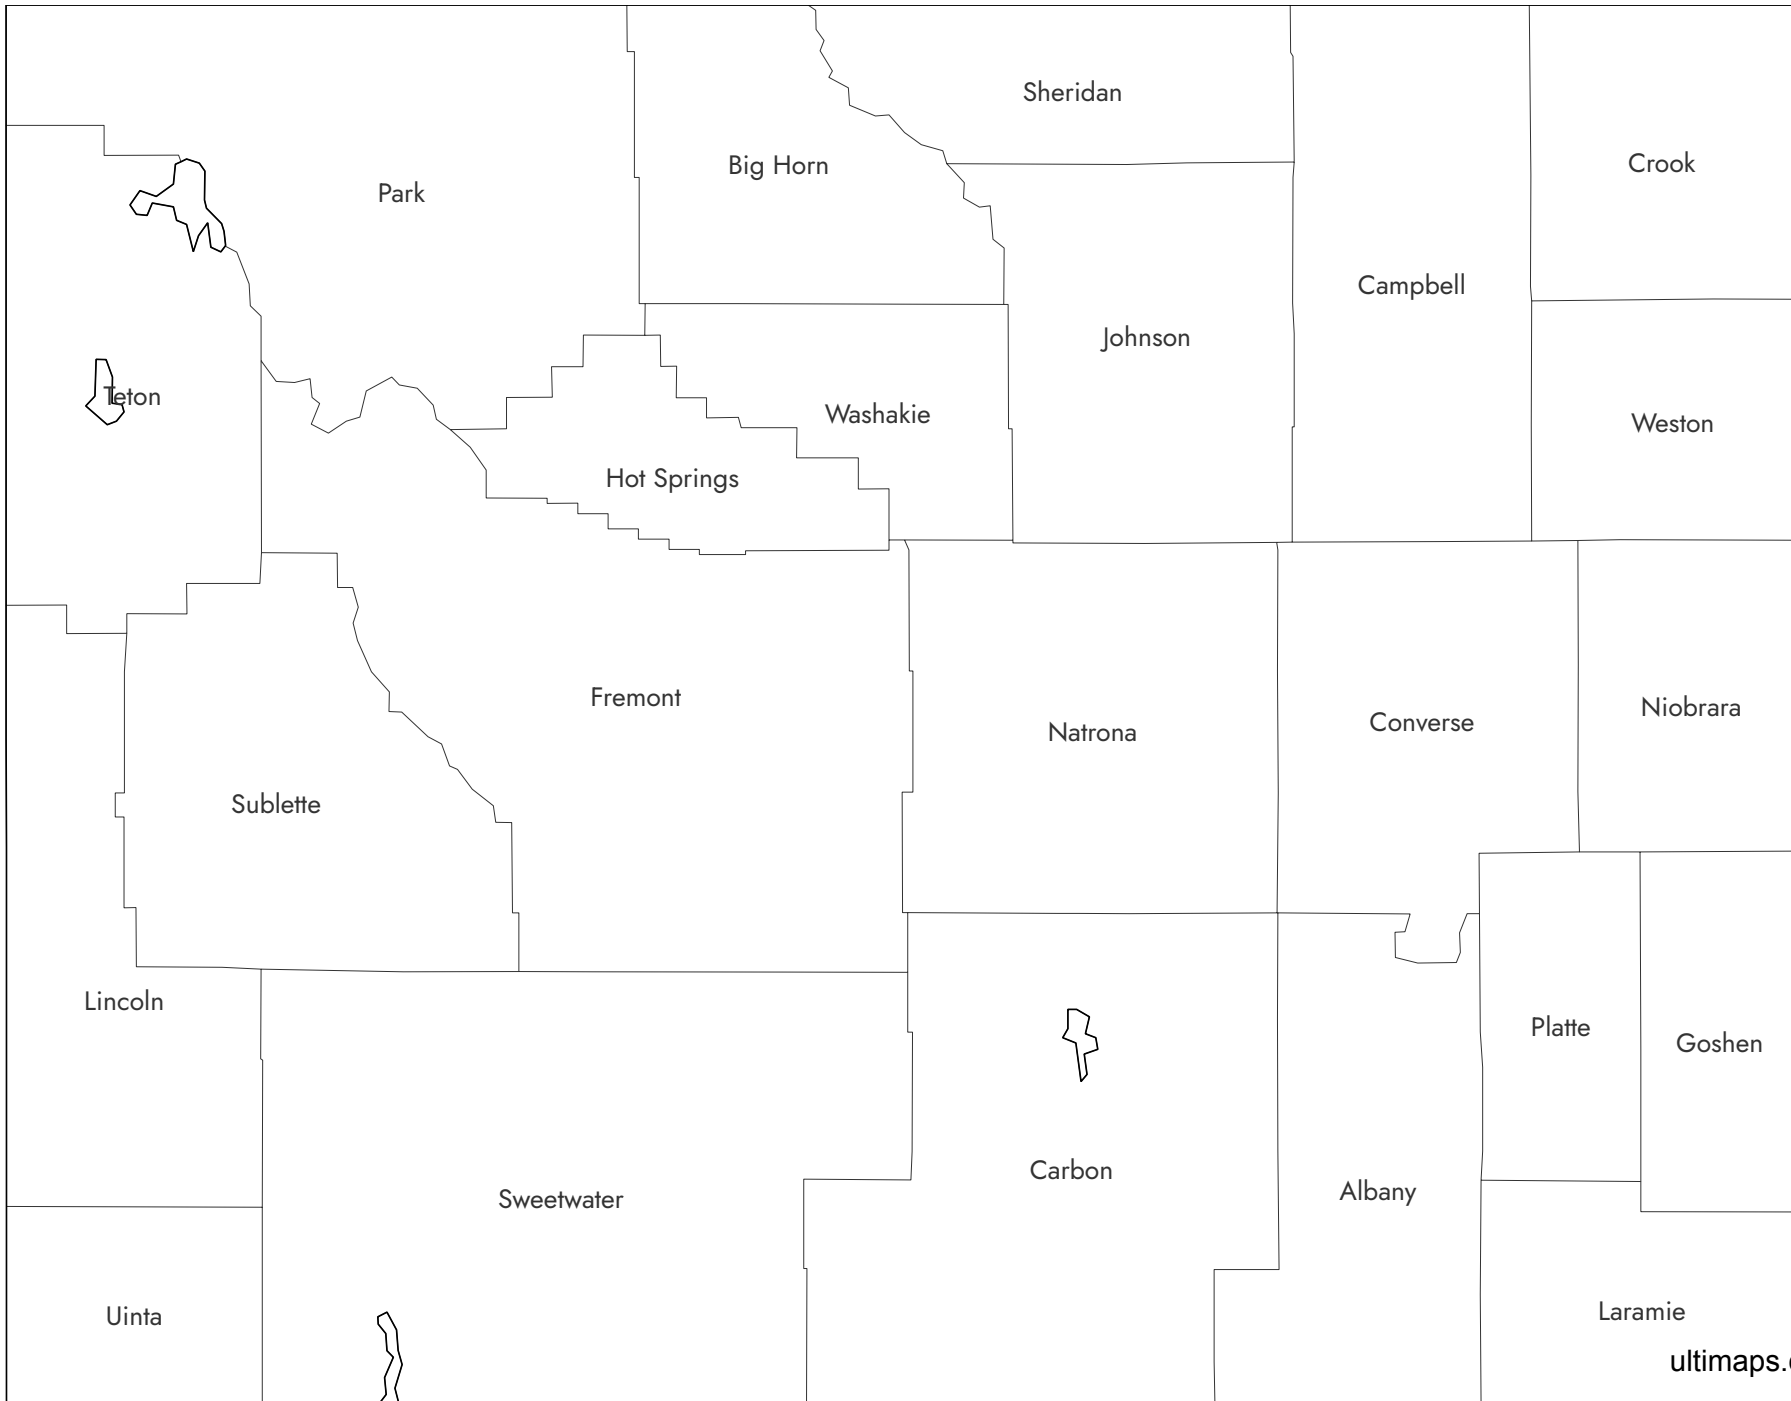 Sheridan
Crook
Big Horn
Park
Campbell
Johnson
Teton
Washakie
Weston
Hot Springs
Fremont
Niobrara
Converse
Natrona
Sublette
Lincoln
Platte
Goshen
Carbon
Albany
Sweetwater
Laramie
Uinta
ultimaps.